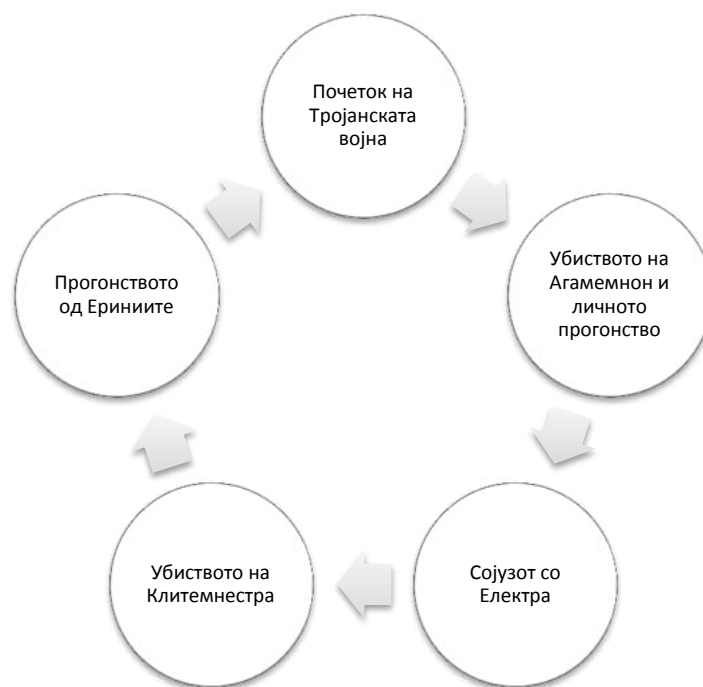 Почеток на
Тројанската
војна
Убиството на
Агамемнон и
личното
прогонство
Сојузот со
Електра
Убиството на
Клитемнестра
Прогонството
од Ериниите